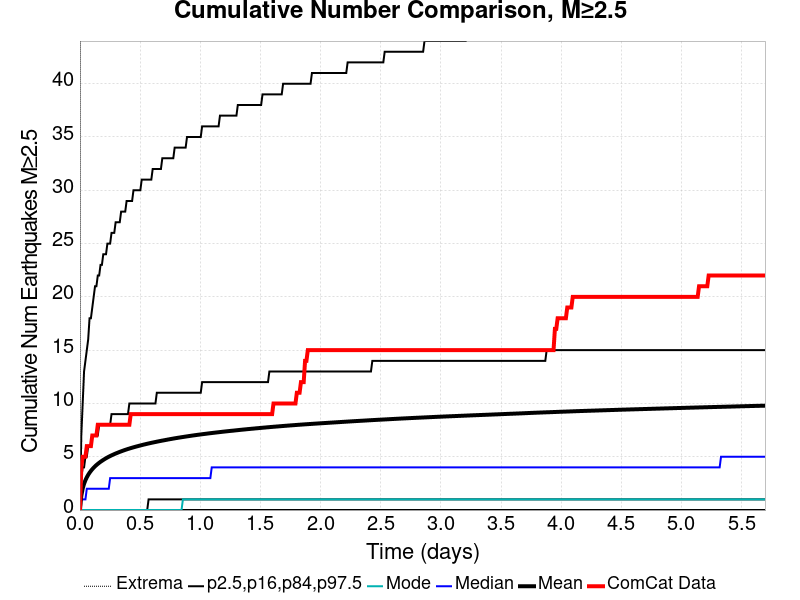 Cumulative Number Comparison, M≥2.5
Cumulative Num Earthquakes M≥2.5
40
35
30
25
20
15
10
5
0
0.0 0.5 1.0 1.5 2.0 2.5 3.0 3.5 4.0 4.5 5.0 5.5
Time (days)
Extrema p2.5,p16,p84,p97.5 Mode Median Mean ComCat Data